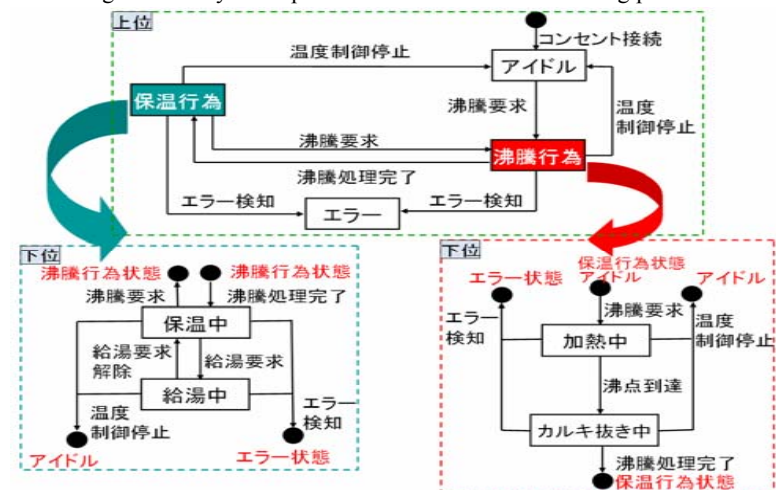 上位
コンセント接続
温度制御停止
アイドル
保温行為
沸騰要求
温度
制御停止
沸騰要求
沸騰行為
沸騰処理完了
エラー検知
エラー検知
エラー
下位
沸騰行為状態
沸騰行為状態
沸騰要求
沸騰処理完了
保温中
給湯要求
解除
給湯要求
給湯中
温度
制御停止
エラー
検知
アイドル
エラー状態
下位
保温行為状態
エラー状態
アイドル
アイドル
沸騰要求
エラー
検知
加熱中
温度
制御停止
沸点到達
カルキ抜き中
沸騰処理完了
保温行為状態